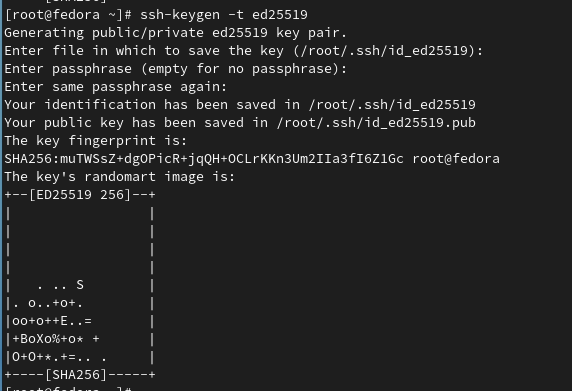 [root@fedora ~]# ssh-keygen -t ed25519
Generating public/private ed25519 key pair.
Enter file in which to save the key (/root/.ssh/id_ed25519):
Enter passphrase (empty for no passphrase):
Enter same passphrase again:
Your identification has been saved in /root/.ssh/id_ed25519
Your public key has been saved in /root/.ssh/id_ed25519.pub
The key fingerprint is:
SHA256:muTWSsZ+dgOPicR+jqQH+OCLrKKn3Um2IIa3fI6Z1Gc root@fedora
The key's randomart image is:
+--[ED25519 256]--+
|                 |
|                 |
|                 |
|                 |
|   . .. S        |
|. o..+o+.        |
|oo+o++E..=       |
|+BoXo%+o* +      |
|O+O+*.+=.. .     |
+----[SHA256]-----+